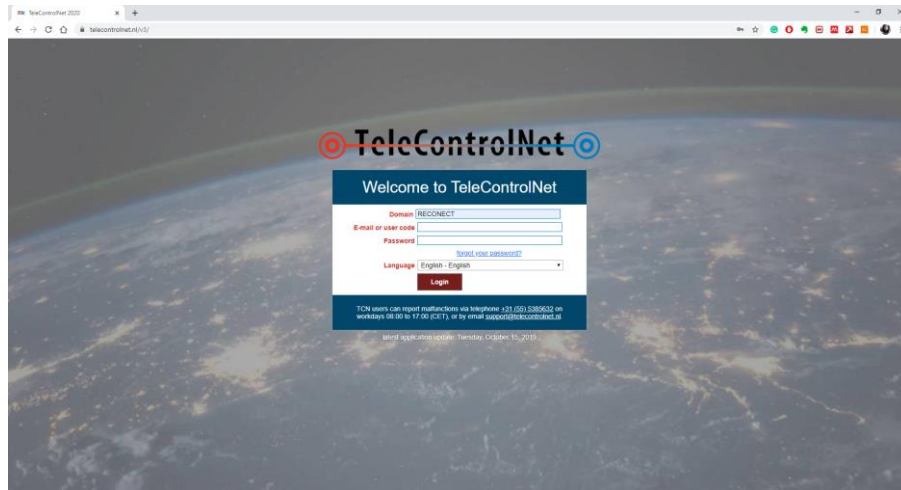 TeleControlNet 2020
telecontrolnet.nl/v3/
TeleControlNet
Welcome to TeleControlNet
Domain RECONECT
E-mail or user code
Password
forgot your password?
Language English - English
Login
TCN users can report malfunctions via telephone +31 (55) 5385632 on
workdays 08:00 to 17:00 (CET), or by email support@telecontrolnet.nl.
latest application update: Tuesday, October 15, 2019